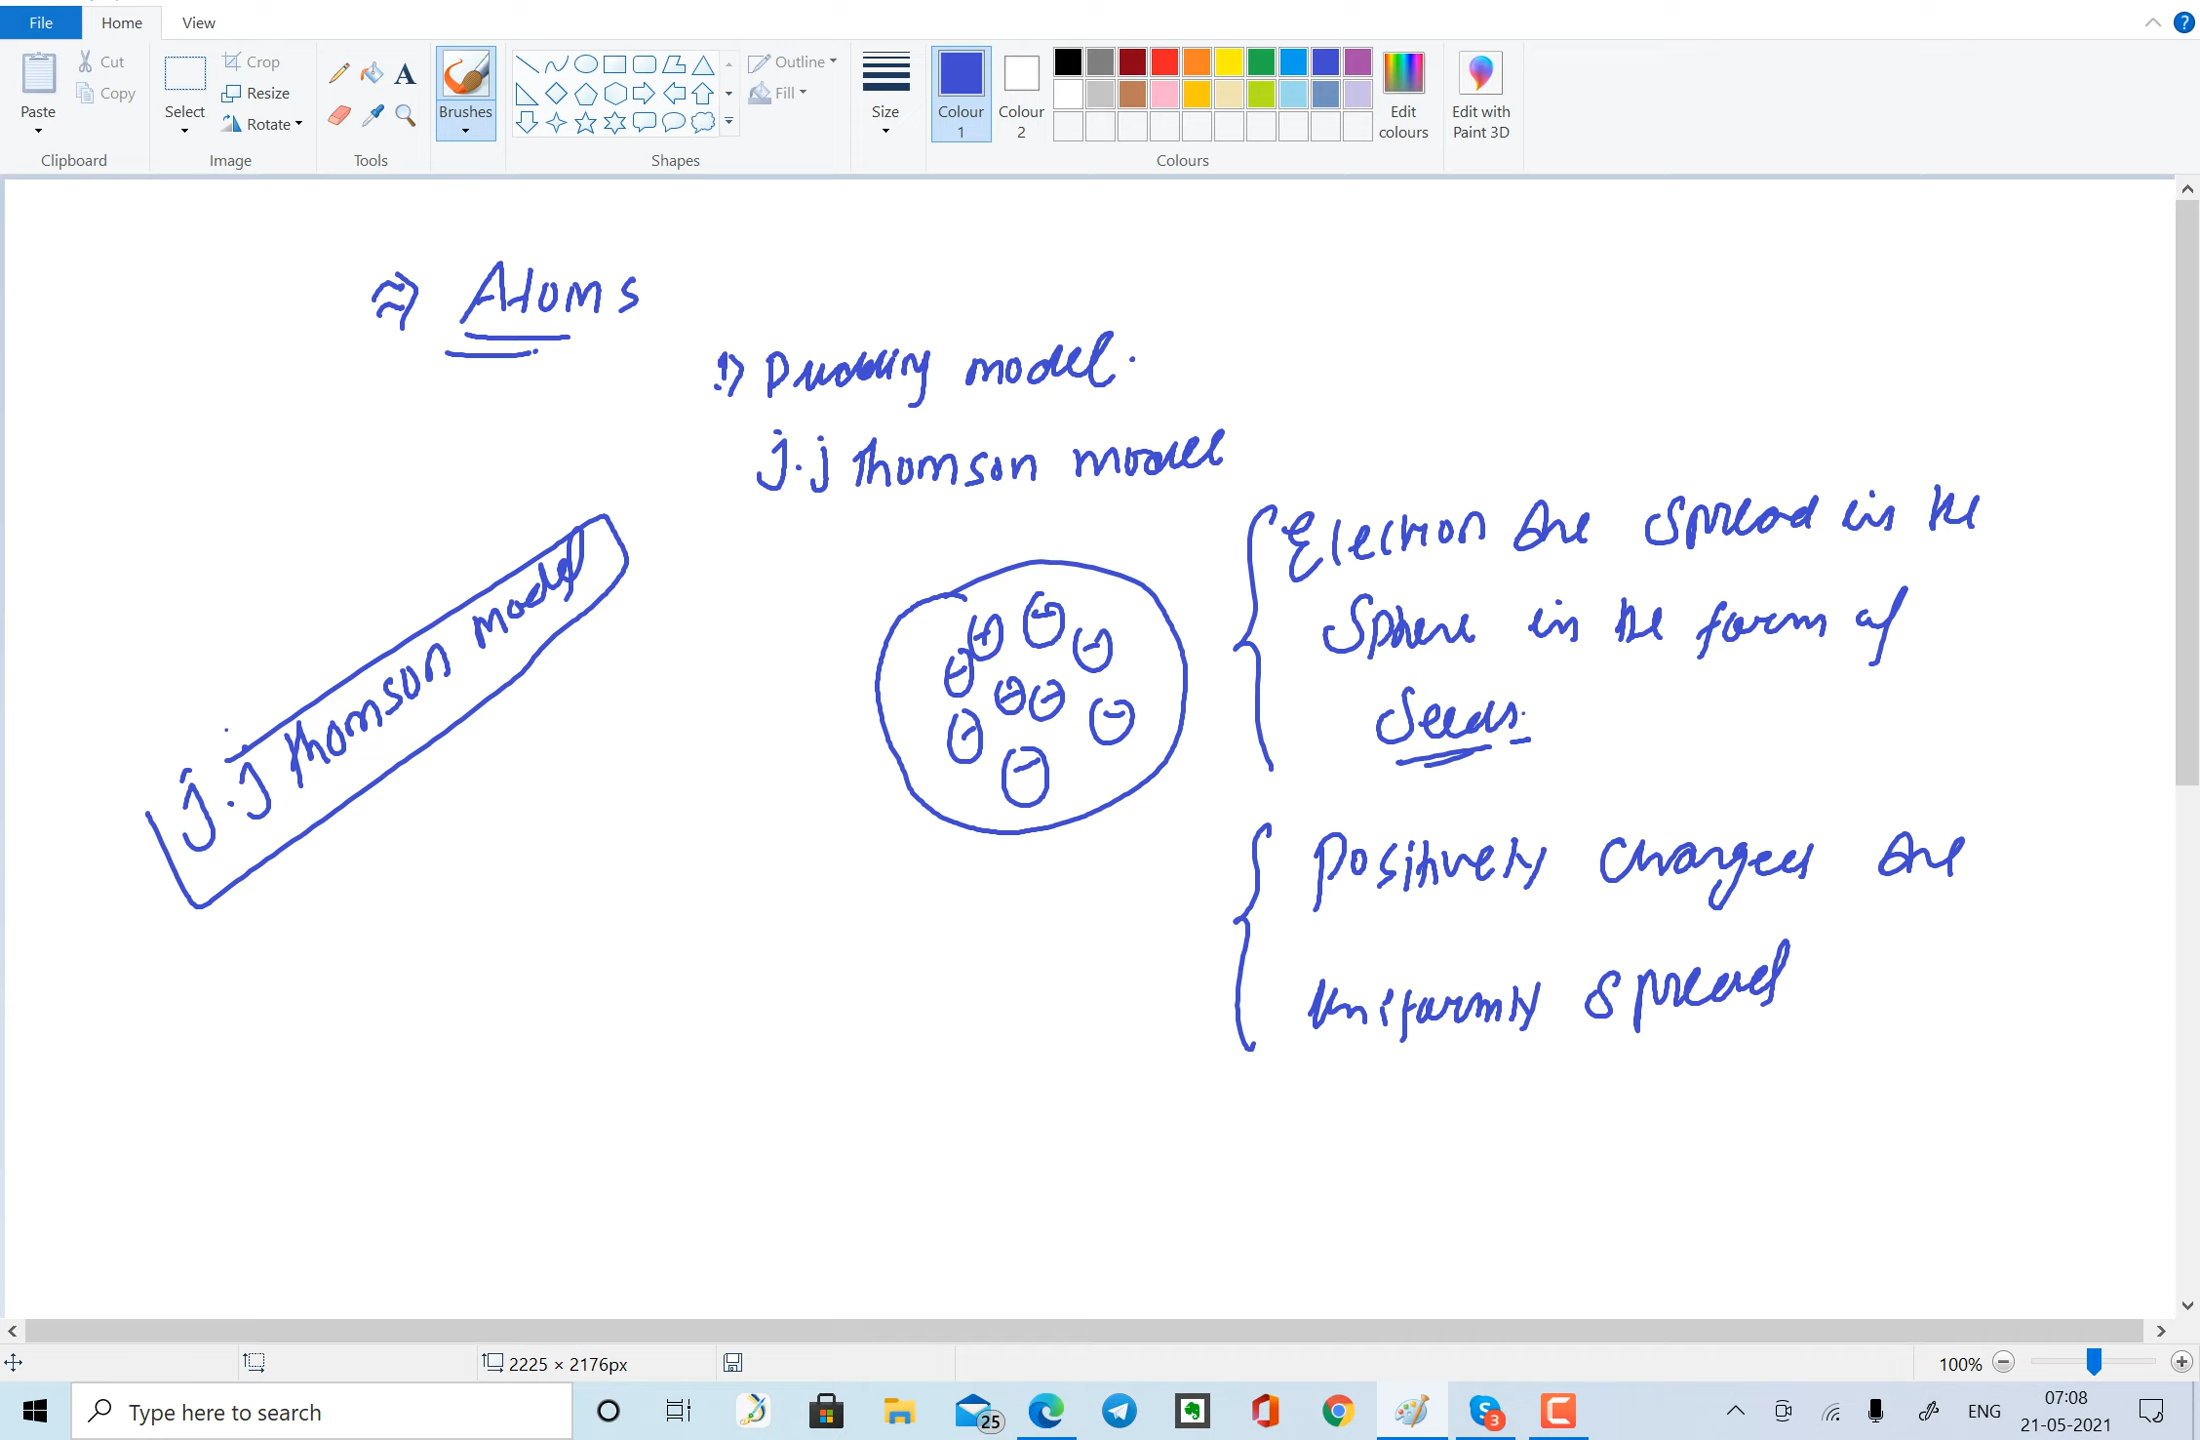 File
Home
View
Paste
Cut
Copy
Clipboard
Select
Crop
Resize
Rotate
Image
Tools
Brushes
Outline
Fill
Shapes
Size
Colour
1
Colour
2
Colours
Edit
colours
Edit with
Paint 3D
⇒ Atoms
1) Pudding model.
J.j thomson model
J.j thomson model
Electron are spread in the
sphere in the form of
seeds.
Positively charged are
uniformly spread
2225 × 2176px
100%
Type here to search
25
3
ENG
07:08
21-05-2021